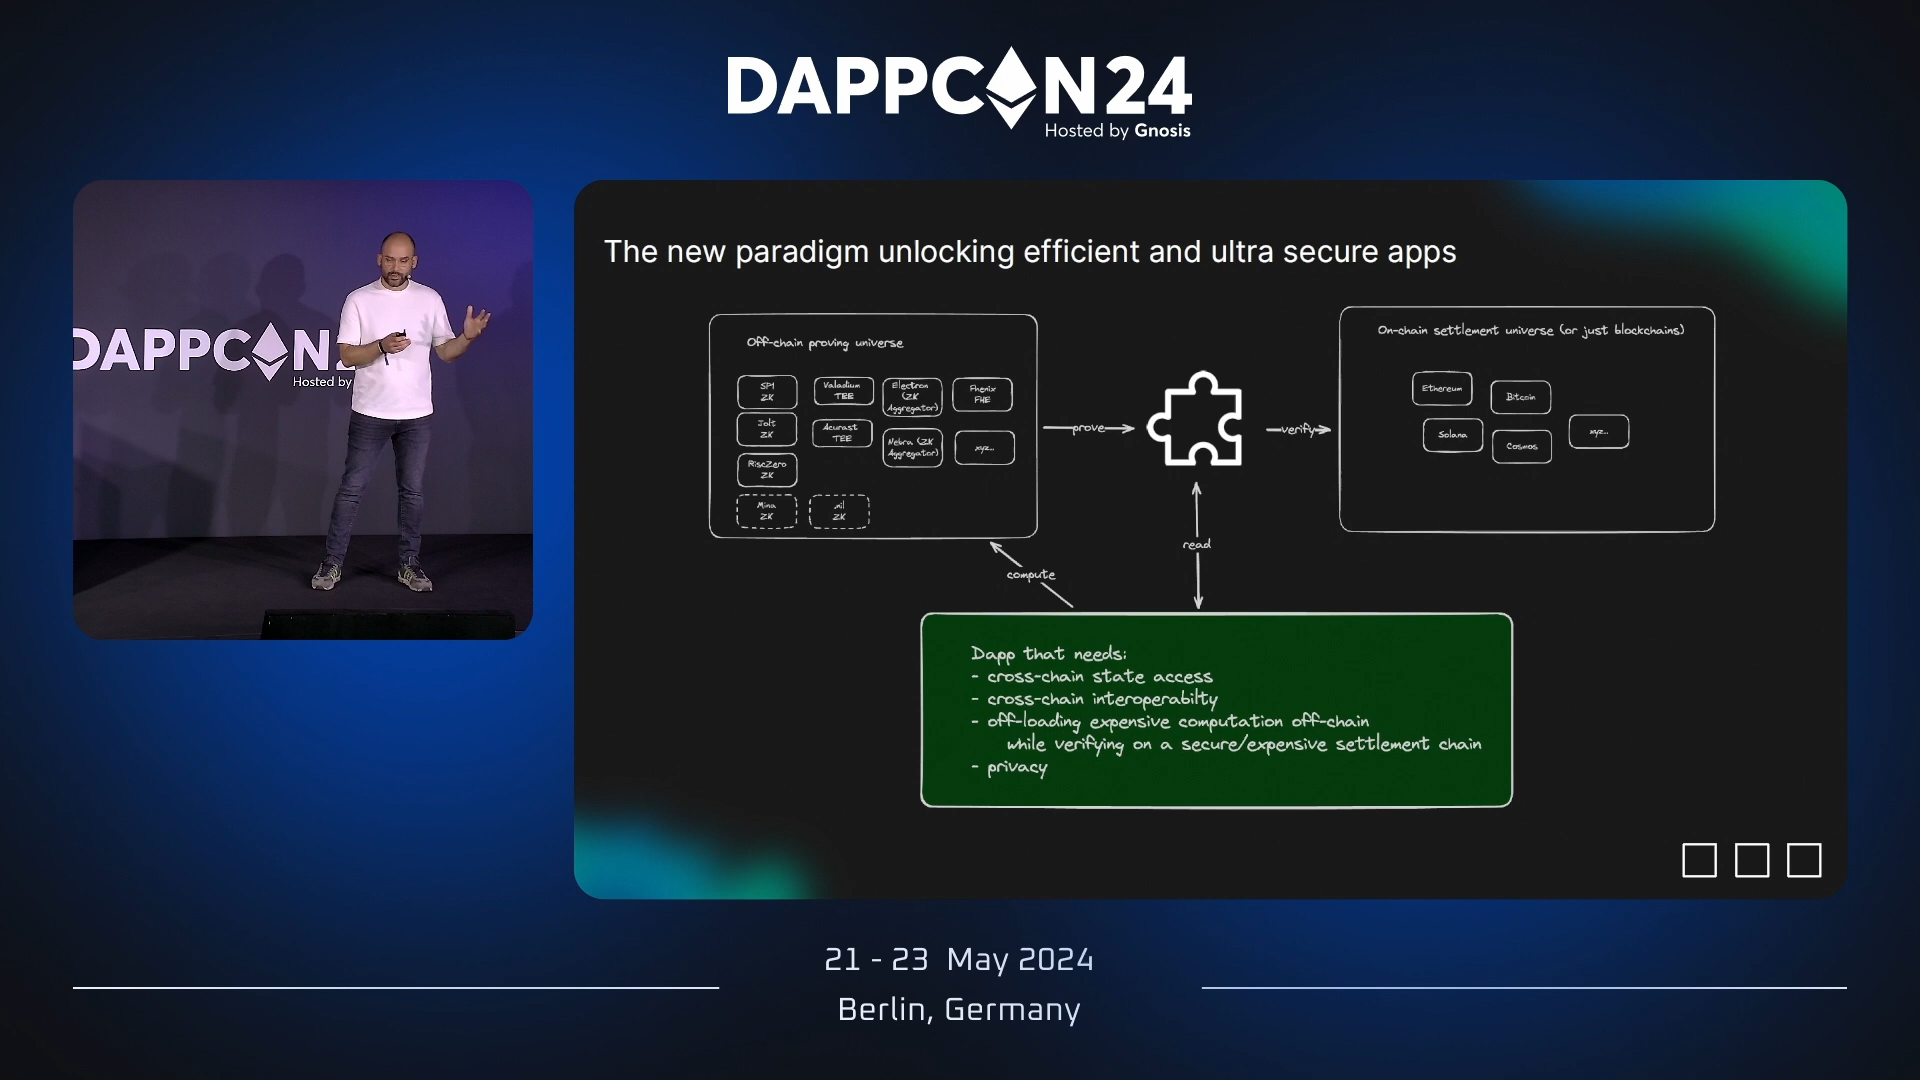 DAPPCON24
Hosted by Gnosis
DAPPCON2
Hosted by
The new paradigm unlocking efficient and ultra secure apps
Off-chain proving universe
SP1
ZK
Valadium
TEE
Electron
(ZK
Aggregator)
Fhenix
FHE
Jolt
ZK
Acurast
TEE
Nebra (ZK
Aggregator)
xyz...
RiscZero
ZK
Mina
ZK
nil
ZK
prove
verify
On-chain settlement universe (or just blockchains)
Ethereum
Bitcoin
Solana
Cosmos
xyz...
read
compute
Dapp that needs:
- cross-chain state access
- cross-chain interoperabilty
- off-loading expensive computation off-chain
while verifying on a secure/expensive settlement chain
- privacy
21 - 23 May 2024
Berlin, Germany